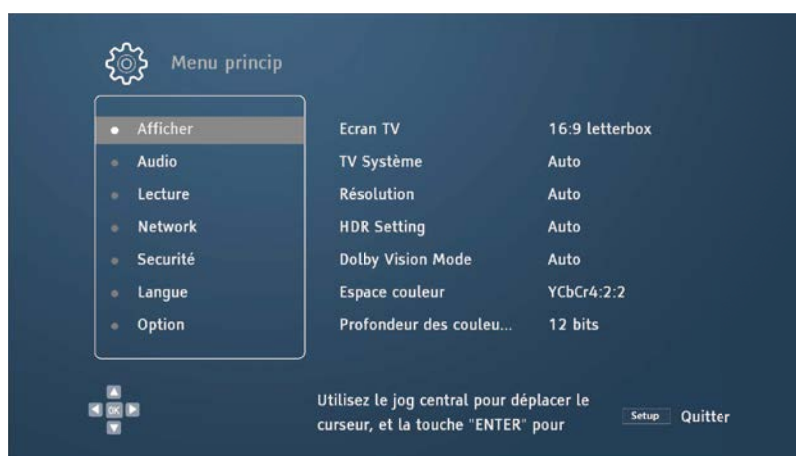 Menu princip
Afficher
Audio
Lecture
Network
Securité
Langue
Option
Ecran TV 16:9 letterbox
TV Système Auto
Résolution Auto
HDR Setting Auto
Dolby Vision Mode Auto
Espace couleur YCbCr4:2:2
Profondeur des couleu... 12 bits
OK
Utilisez le jog central pour déplacer le
curseur, et la touche "ENTER" pour
Setup Quitter